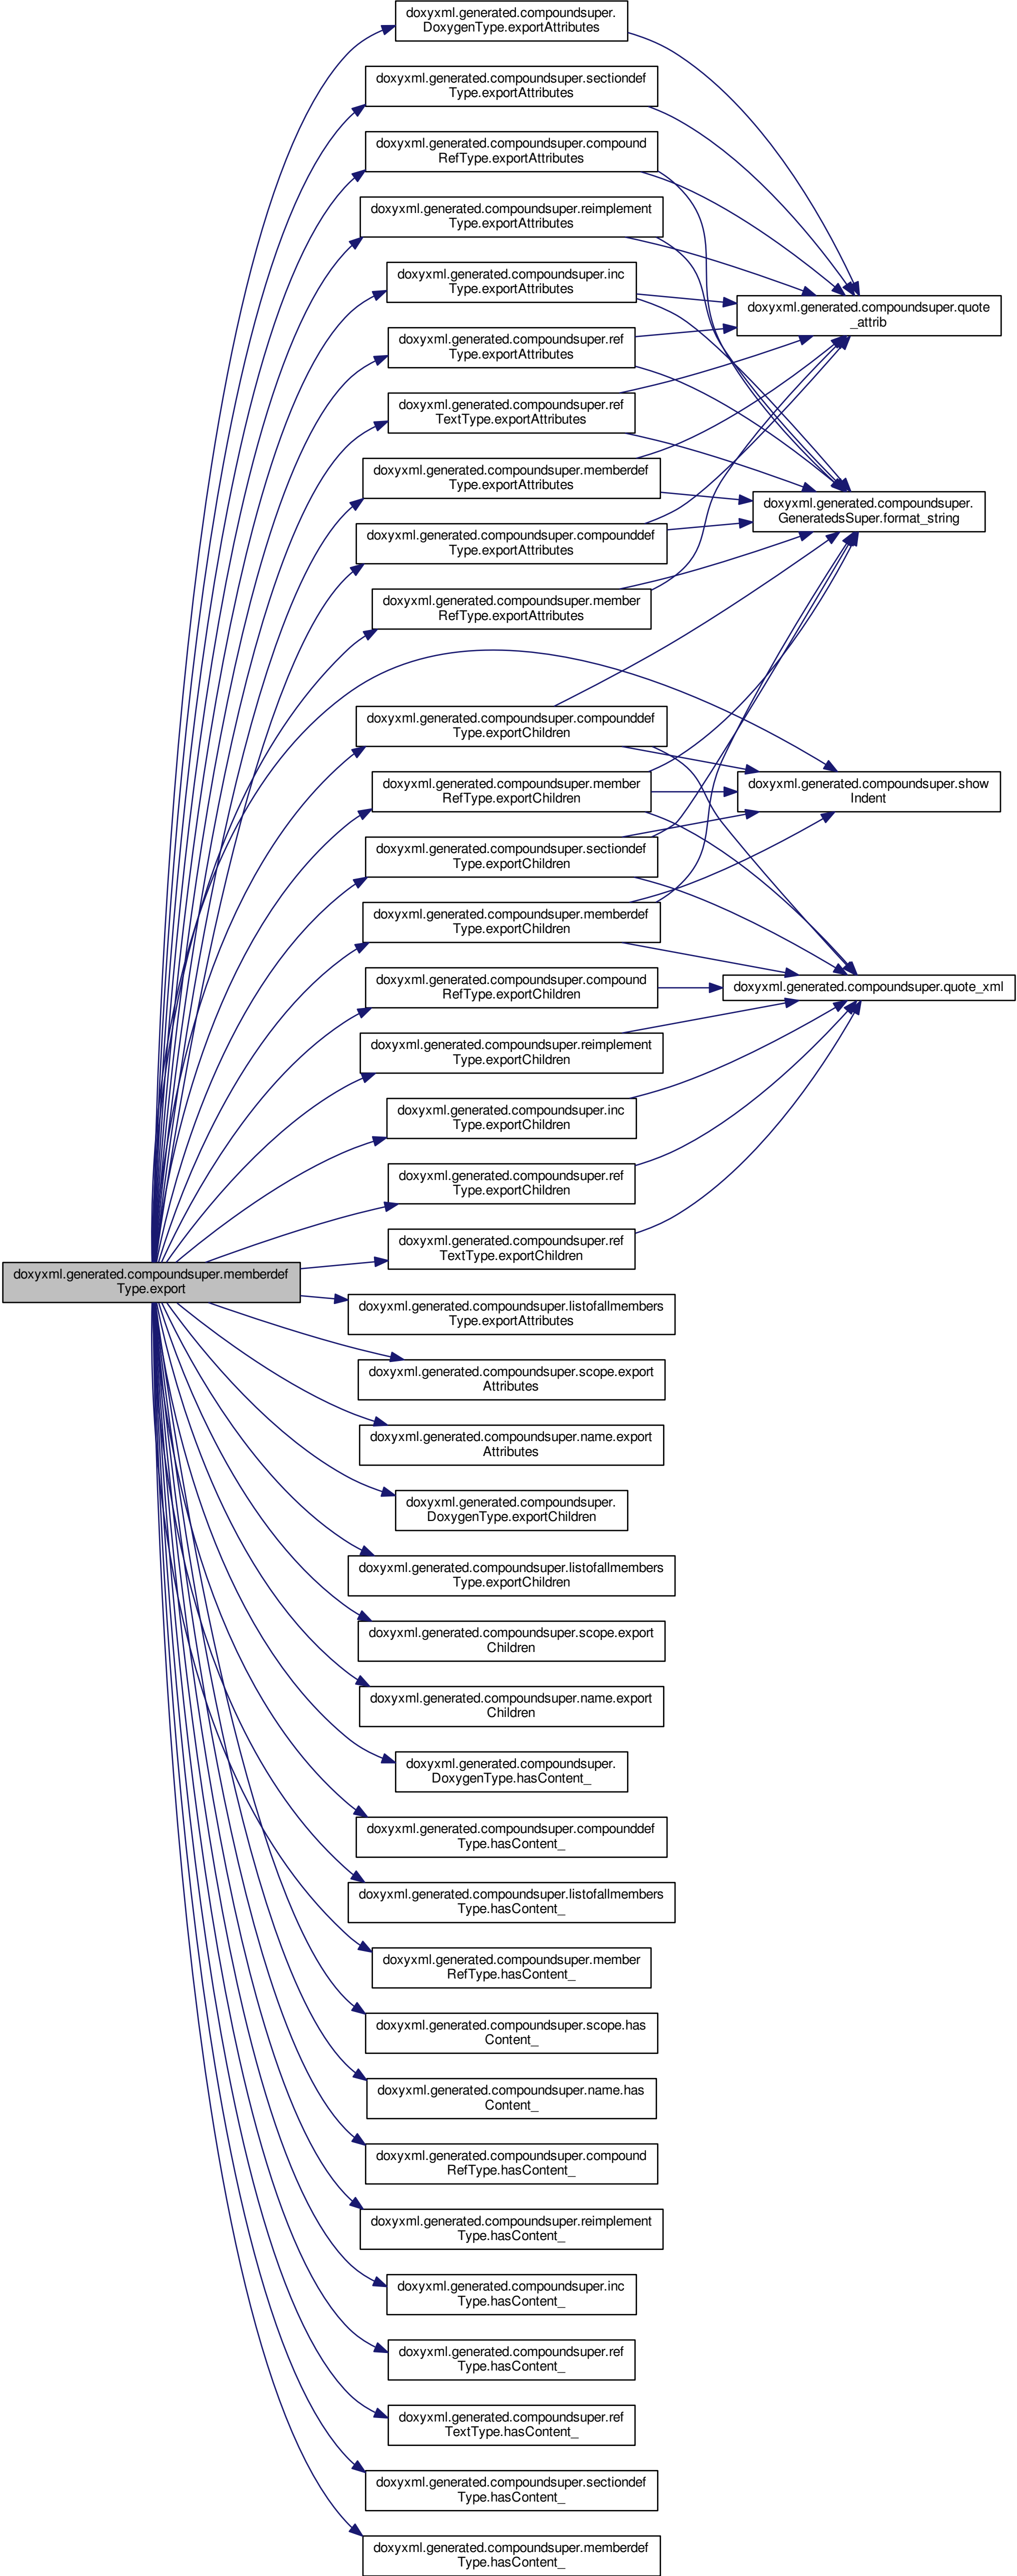 doxyxml.generated.compoundsuper.
DoxygenType.exportAttributes
doxyxml.generated.compoundsuper.sectiondef
Type.exportAttributes
doxyxml.generated.compoundsuper.compound
RefType.exportAttributes
doxyxml.generated.compoundsuper.reimplement
Type.exportAttributes
doxyxml.generated.compoundsuper.inc
Type.exportAttributes
doxyxml.generated.compoundsuper.quote
_attrib
doxyxml.generated.compoundsuper.ref
Type.exportAttributes
doxyxml.generated.compoundsuper.ref
TextType.exportAttributes
doxyxml.generated.compoundsuper.memberdef
Type.exportAttributes
doxyxml.generated.compoundsuper.
GeneratedsSuper.format_string
doxyxml.generated.compoundsuper.compounddef
Type.exportAttributes
doxyxml.generated.compoundsuper.member
RefType.exportAttributes
doxyxml.generated.compoundsuper.compounddef
Type.exportChildren
doxyxml.generated.compoundsuper.member
RefType.exportChildren
doxyxml.generated.compoundsuper.show
Indent
doxyxml.generated.compoundsuper.sectiondef
Type.exportChildren
doxyxml.generated.compoundsuper.memberdef
Type.exportChildren
doxyxml.generated.compoundsuper.compound
RefType.exportChildren
doxyxml.generated.compoundsuper.quote_xml
doxyxml.generated.compoundsuper.reimplement
Type.exportChildren
doxyxml.generated.compoundsuper.inc
Type.exportChildren
doxyxml.generated.compoundsuper.ref
Type.exportChildren
doxyxml.generated.compoundsuper.ref
TextType.exportChildren
doxyxml.generated.compoundsuper.memberdef
Type.export
doxyxml.generated.compoundsuper.listofallmembers
Type.exportAttributes
doxyxml.generated.compoundsuper.scope.export
Attributes
doxyxml.generated.compoundsuper.name.export
Attributes
doxyxml.generated.compoundsuper.
DoxygenType.exportChildren
doxyxml.generated.compoundsuper.listofallmembers
Type.exportChildren
doxyxml.generated.compoundsuper.scope.export
Children
doxyxml.generated.compoundsuper.name.export
Children
doxyxml.generated.compoundsuper.
DoxygenType.hasContent_
doxyxml.generated.compoundsuper.compounddef
Type.hasContent_
doxyxml.generated.compoundsuper.listofallmembers
Type.hasContent_
doxyxml.generated.compoundsuper.member
RefType.hasContent_
doxyxml.generated.compoundsuper.scope.has
Content_
doxyxml.generated.compoundsuper.name.has
Content_
doxyxml.generated.compoundsuper.compound
RefType.hasContent_
doxyxml.generated.compoundsuper.reimplement
Type.hasContent_
doxyxml.generated.compoundsuper.inc
Type.hasContent_
doxyxml.generated.compoundsuper.ref
Type.hasContent_
doxyxml.generated.compoundsuper.ref
TextType.hasContent_
doxyxml.generated.compoundsuper.sectiondef
Type.hasContent_
doxyxml.generated.compoundsuper.memberdef
Type.hasContent_